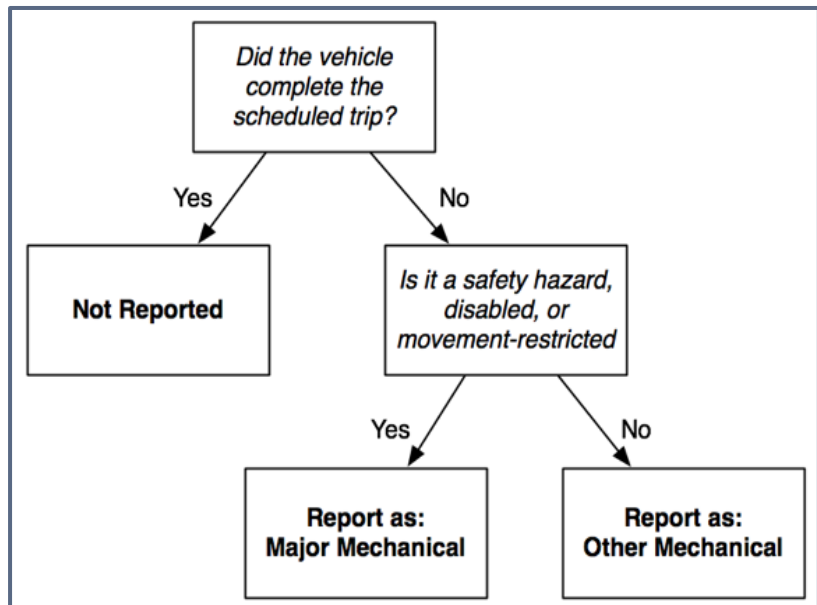 Did the vehicle
complete the
scheduled trip?
Yes
No
Not Reported
Is it a safety hazard,
disabled, or
movement-restricted
Yes
No
Report as:
Major Mechanical
Report as:
Other Mechanical